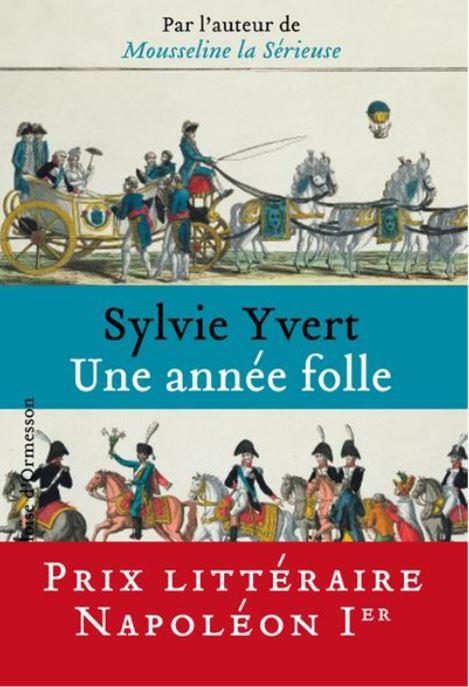 Par l'auteur de
Mousseline la Sérieuse
Sylvie Yvert
Une année folle
d'Ormesson
PRIX LITTÉRAIRE
NAPOLÉON IER